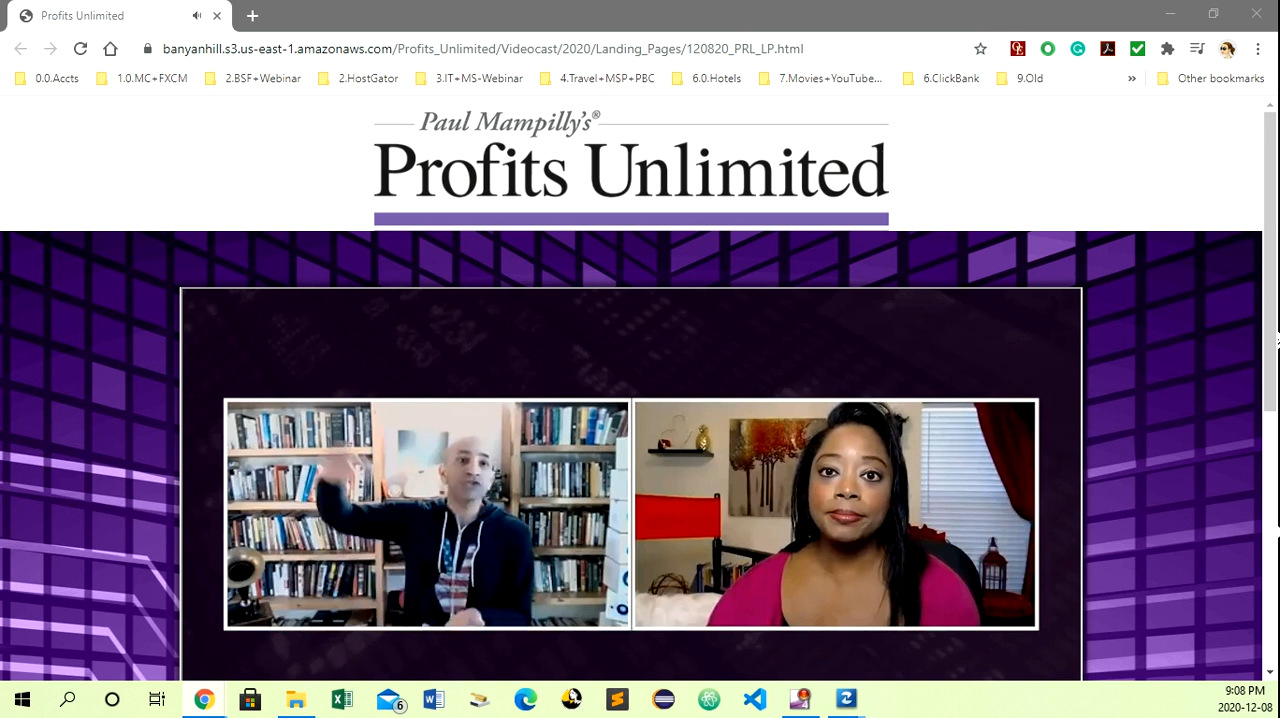 Profits Unlimited
banyanhill.s3.us-east-1.amazonaws.com/Profits_Unlimited/Videocast/2020/Landing_Pages/120820_PRL_LP.html
0.0.Accts
1.0.MC+FXCM
2.BSF+Webinar
2.HostGator
3.IT+MS-Webinar
4.Travel+MSP+PBC
6.0.Hotels
7.Movies+YouTube...
6.ClickBank
9.Old
»
Other bookmarks
Paul Mampilly's®
Profits Unlimited
6
9:08 PM
2020-12-08